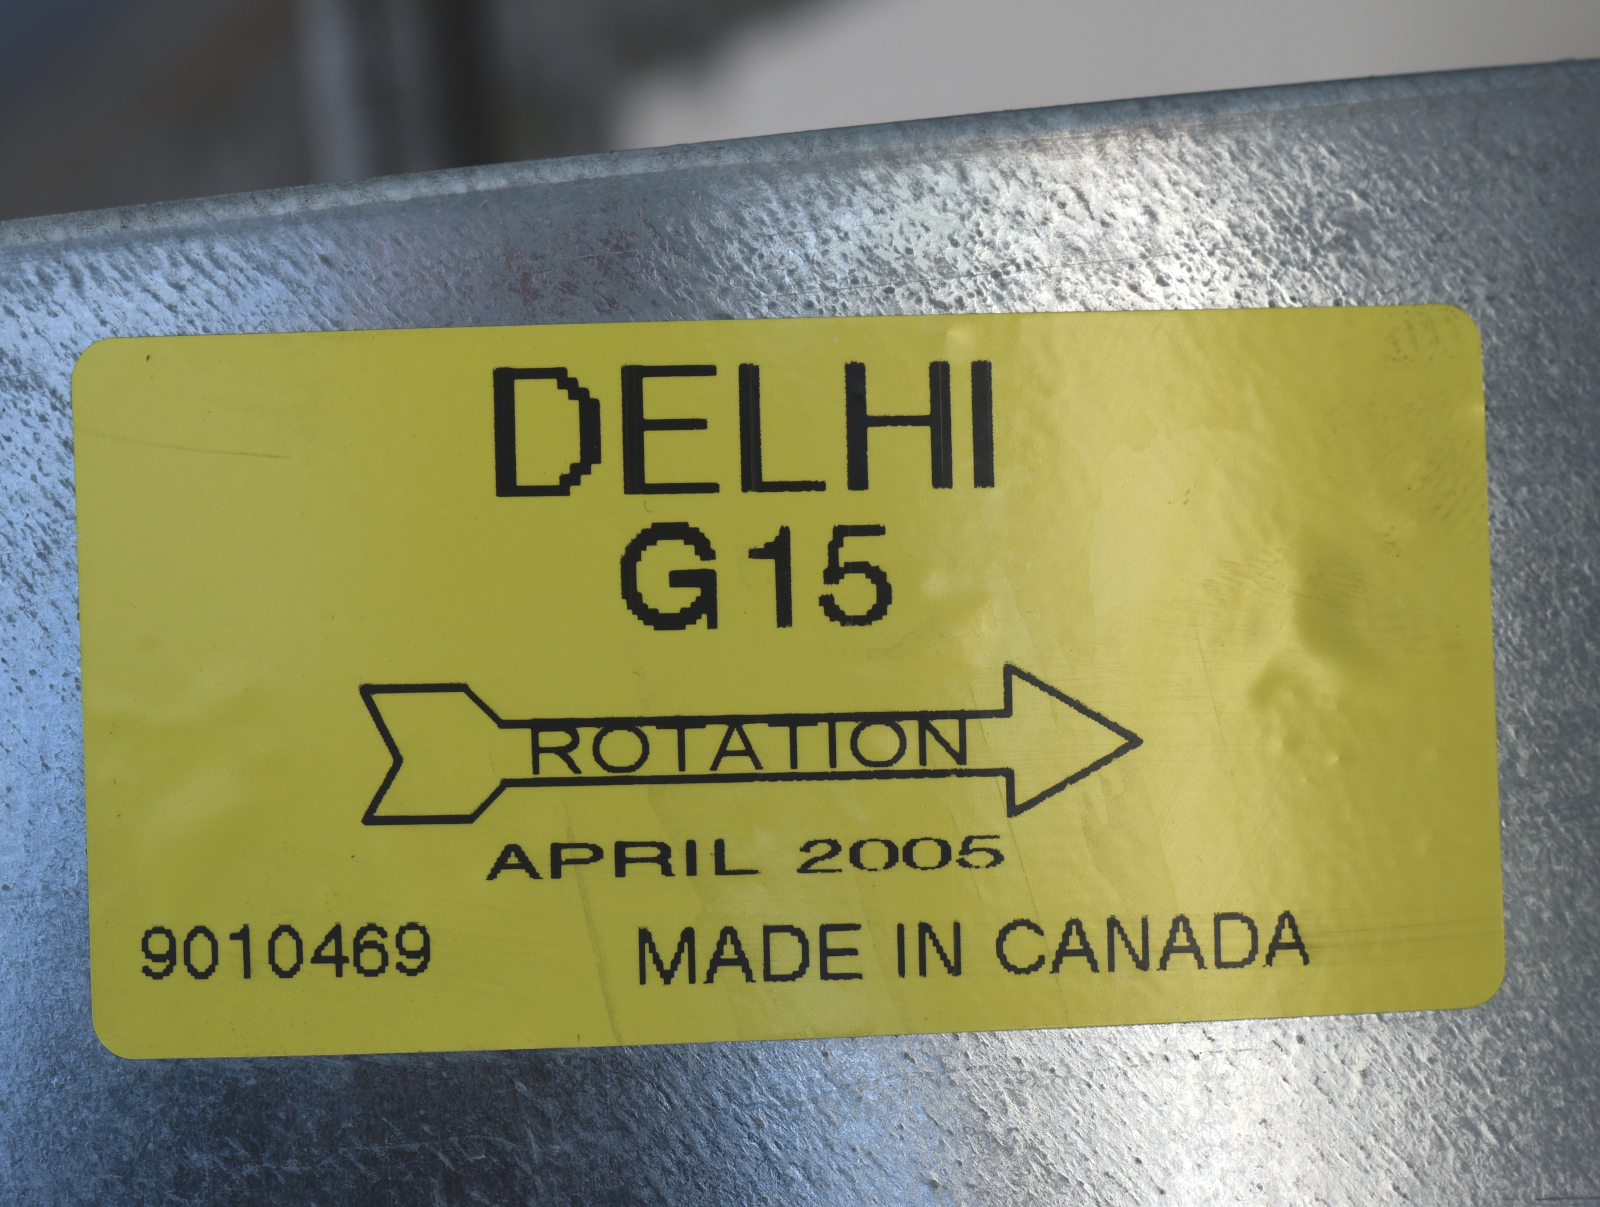 DELHI
G15
ROTATION
APRIL 2005
9010469 MADE IN CANADA